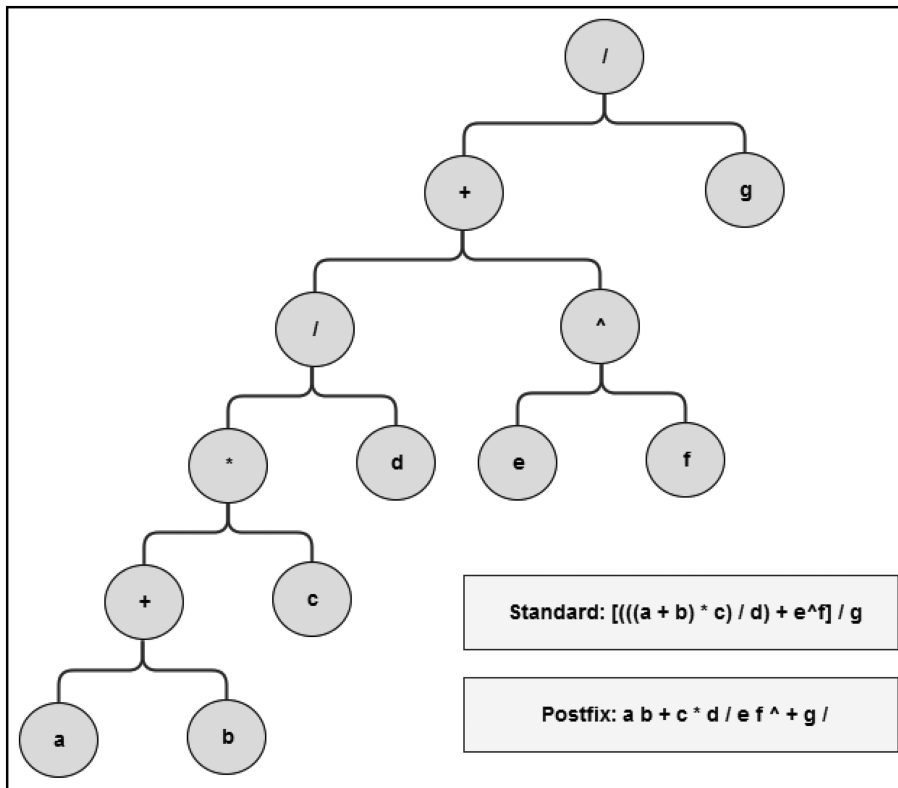 /
+
g
/
^
*
d
e
f
+
c
Standard: [(((a + b) * c) / d) + e^f] / g
a
b
Postfix: a b + c * d / e f ^ + g /